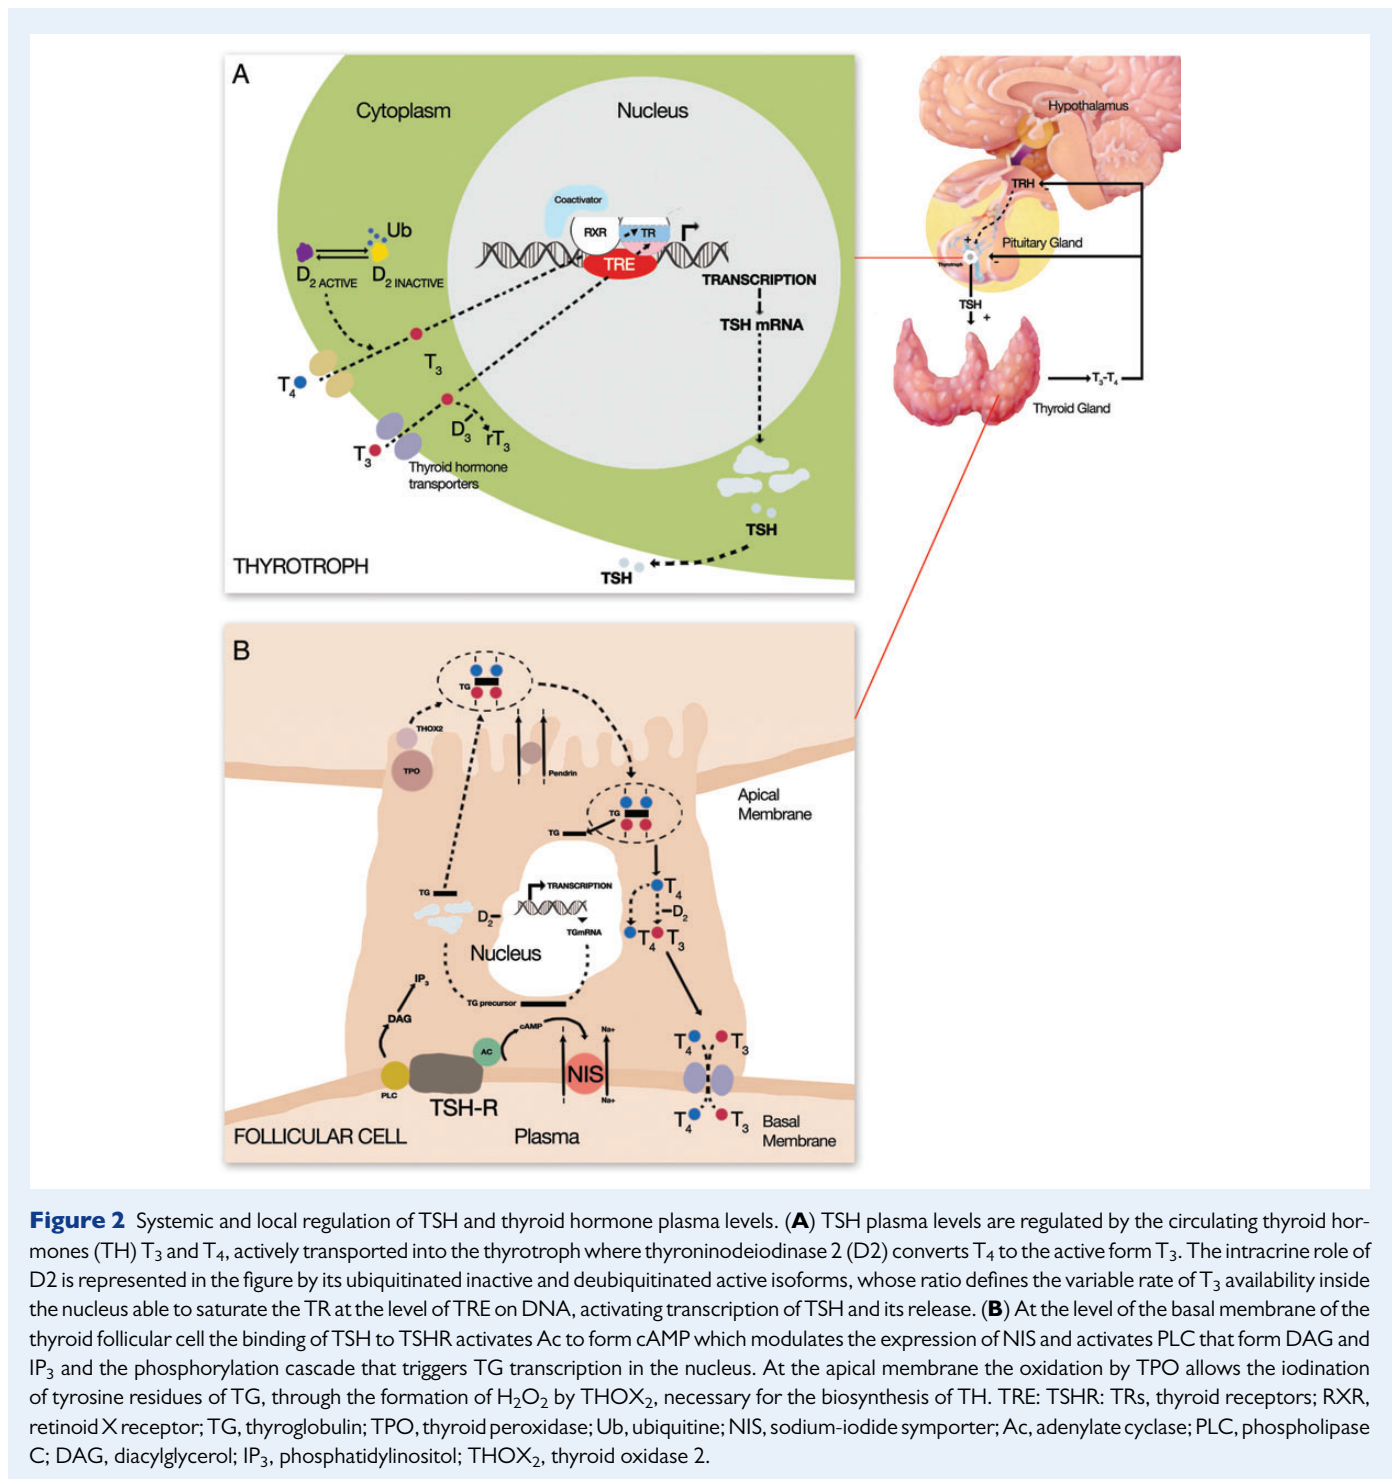 A
Cytoplasm
Nucleus
Coactivator
RXR
TR
TRE
Ub
D2 ACTIVE
D2 INACTIVE
TRANSCRIPTION
TSH mRNA
T3
T4
D3
rT3
T3
Thyroid hormone
transporters
TSH
TSH
THYROTROPH
Hypothalamus
TRH
-
Pituitary Gland
+
Thyrotroph
-
TSH
+
T3-T4
Thyroid Gland
B
TG
THOX2
TPO
I
I
I
I
Pendrin
Apical
Membrane
TG
TG
TRANSCRIPTION
T4
TG
D2
D2
TGmRNA
T4
T3
Nucleus
IP3
TG precursor
DAG
cAMP
I
Na+
AC
NIS
T4
T3
PLC
TSH-R
I
Na+
T4
T3
Basal
Membrane
FOLLICULAR CELL
Plasma
Figure 2 Systemic and local regulation of TSH and thyroid hormone plasma levels. (A) TSH plasma levels are regulated by the circulating thyroid hor-
mones (TH) T3 and T4, actively transported into the thyrotroph where thyroninodeiodinase 2 (D2) converts T4 to the active form T3. The intracrine role of
D2 is represented in the figure by its ubiquitinated inactive and deubiquitinated active isoforms, whose ratio defines the variable rate of T3 availability inside
the nucleus able to saturate the TR at the level of TRE on DNA, activating transcription of TSH and its release. (B) At the level of the basal membrane of the
thyroid follicular cell the binding of TSH to TSHR activates Ac to form cAMP which modulates the expression of NIS and activates PLC that form DAG and
IP3 and the phosphorylation cascade that triggers TG transcription in the nucleus. At the apical membrane the oxidation by TPO allows the iodination
of tyrosine residues of TG, through the formation of H2O2 by THOX2, necessary for the biosynthesis of TH. TRE: TSHR: TRs, thyroid receptors; RXR,
retinoid X receptor; TG, thyroglobulin; TPO, thyroid peroxidase; Ub, ubiquitine; NIS, sodium-iodide symporter; Ac, adenylate cyclase; PLC, phospholipase
C; DAG, diacylglycerol; IP3, phosphatidylinositol; THOX2, thyroid oxidase 2.